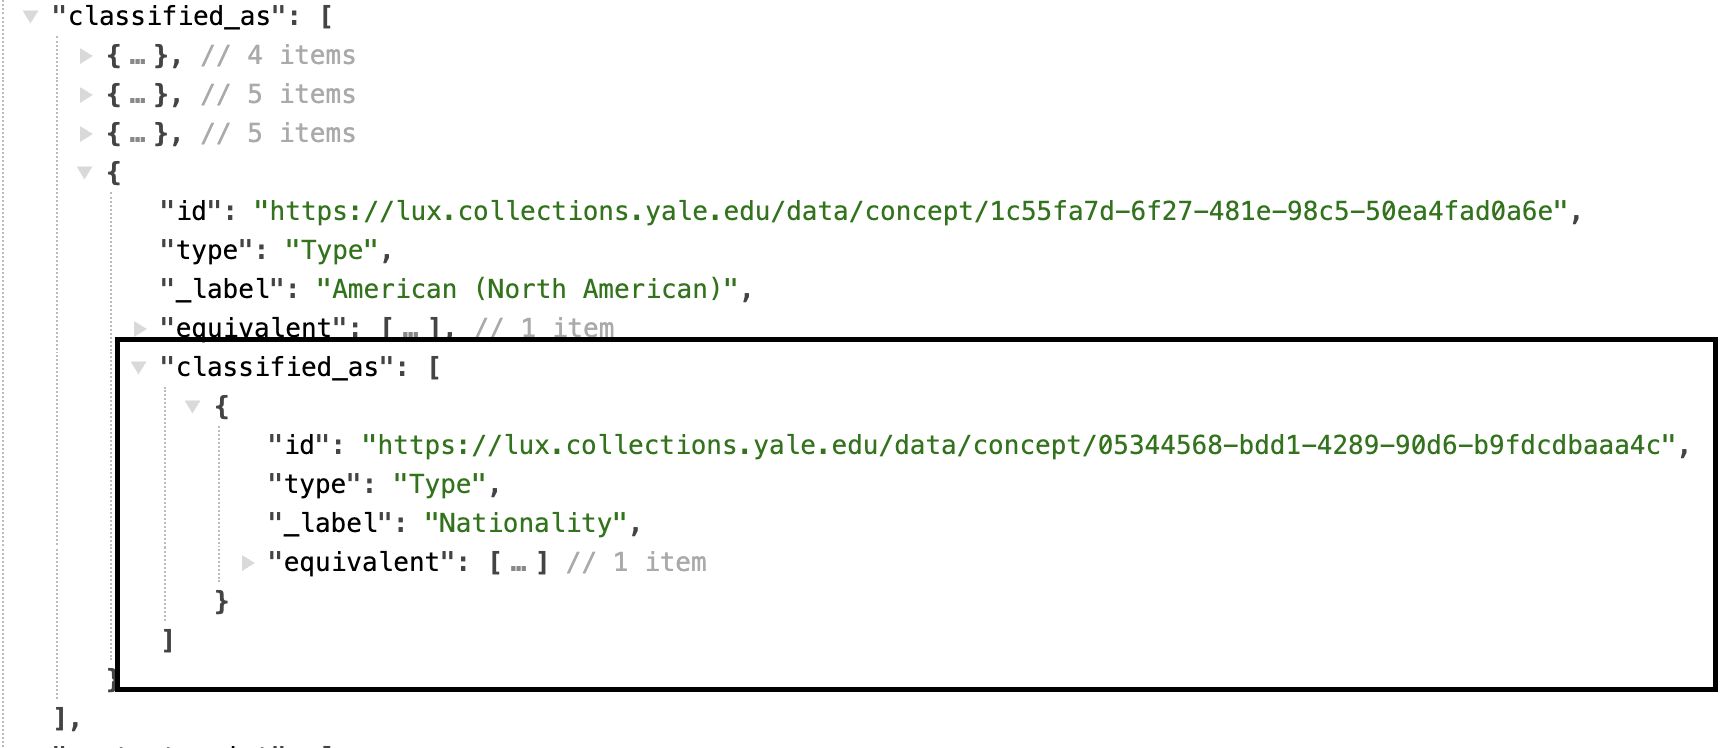 "classified_as": [
{ … }, // 4 items
{ … }, // 5 items
{ … }, // 5 items
{
"id": "https://lux.collections.yale.edu/data/concept/1c55fa7d-6f27-481e-98c5-50ea4fad0a6e",
"type": "Type",
"_label": "American (North American)",
"equivalent": [ … ], // 1 item
"classified_as": [
{
"id": "https://lux.collections.yale.edu/data/concept/05344568-bdd1-4289-90d6-b9fdcdbaaa4c",
"type": "Type",
"_label": "Nationality",
"equivalent": [ … ] // 1 item
}
]
}
],